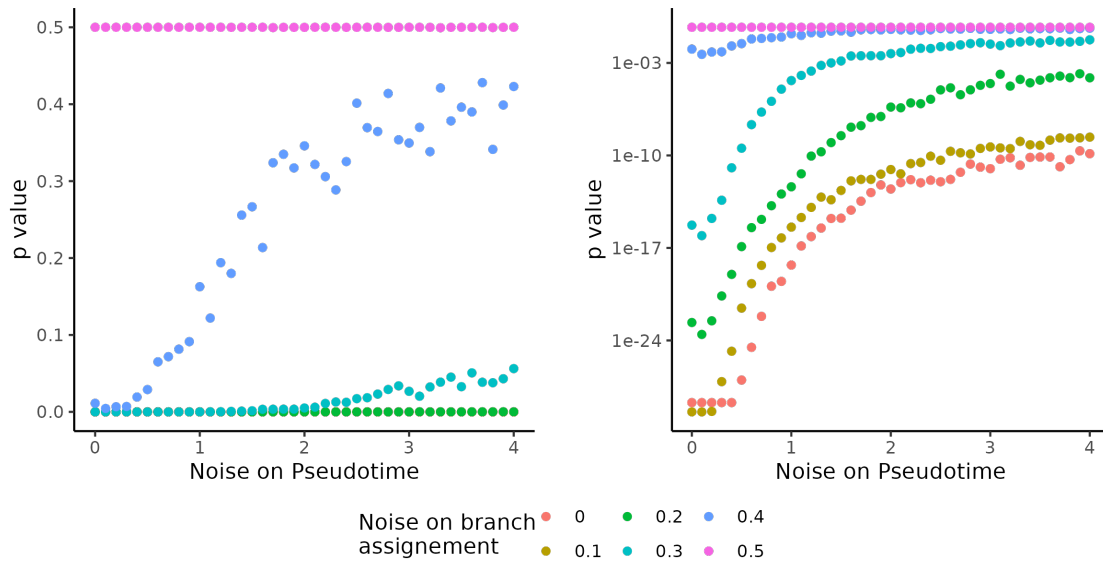 0.5
0.4
0.3
0.2
0.1
0.0
p value
0 1 2 3 4
Noise on Pseudotime
1e-03
1e-10
1e-17
1e-24
p value
0 1 2 3 4
Noise on Pseudotime
Noise on branch
assignement
0 0.2 0.4
0.1 0.3 0.5